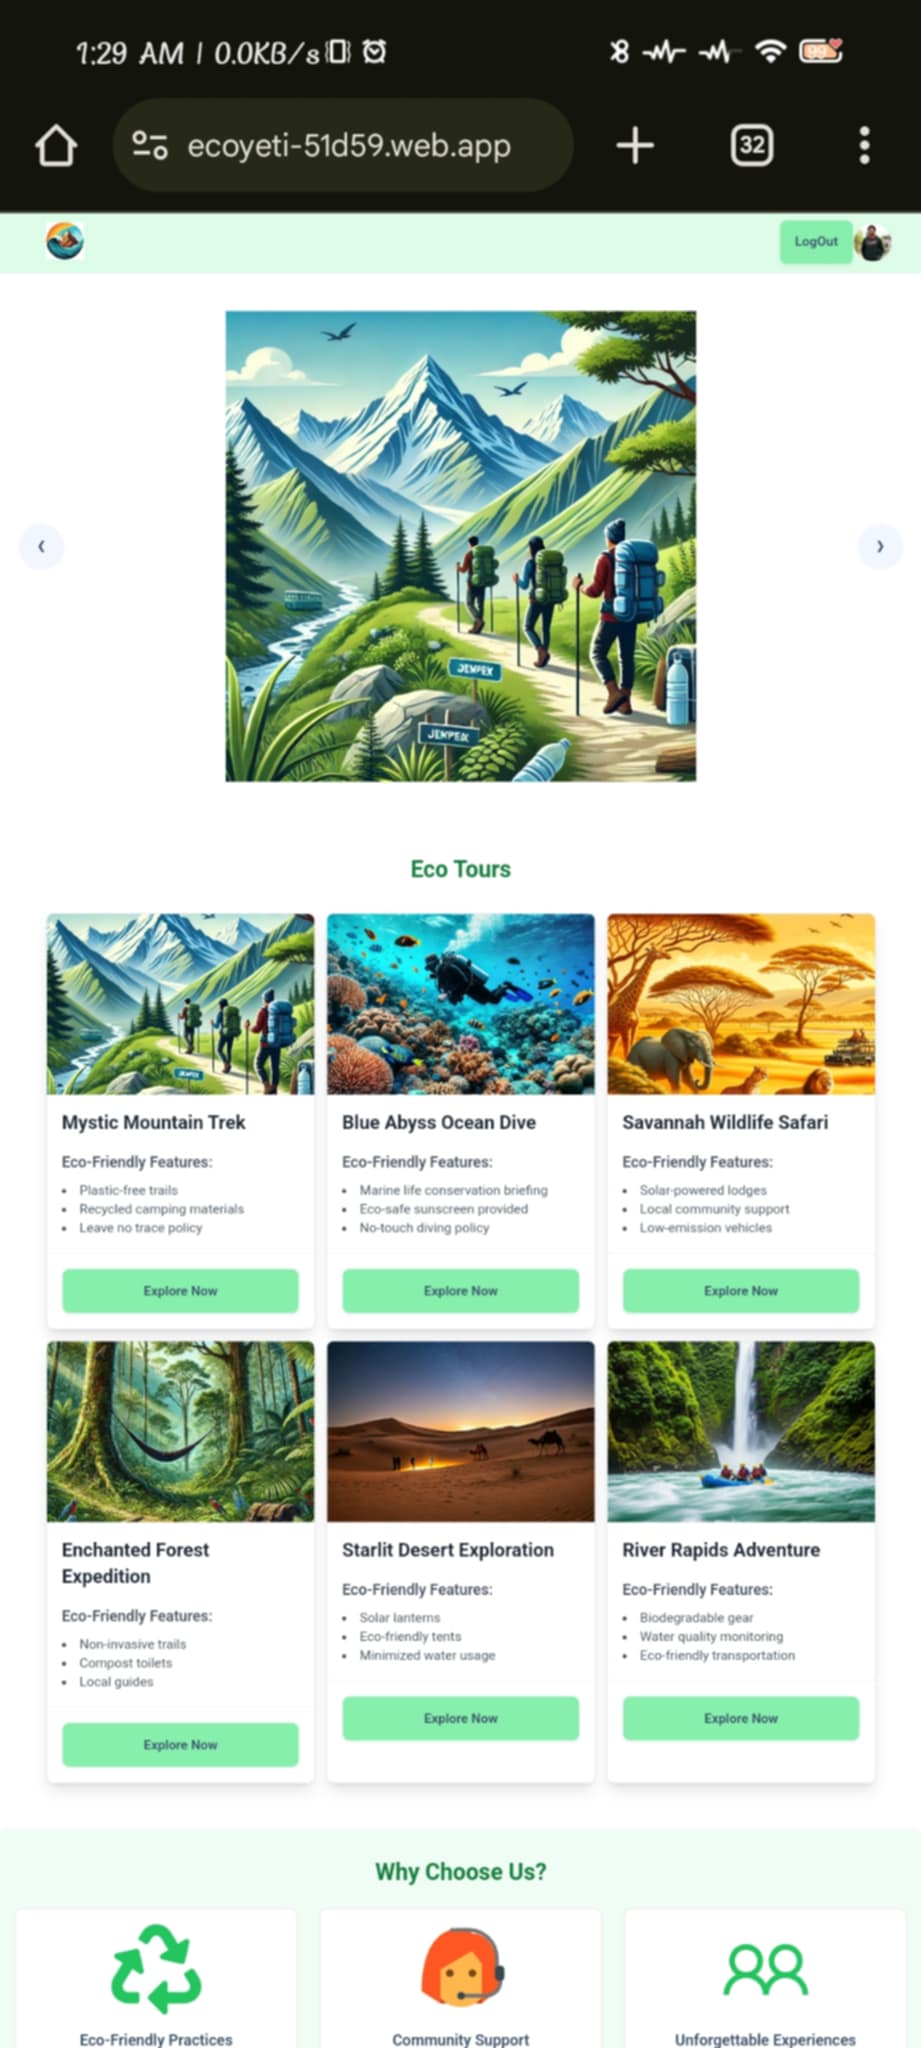 1:29 AM | 0.0KB/s
99
ecoyeti-51d59.web.app
32
LogOut
JENPEX
JENPEX
Eco Tours
Mystic Mountain Trek
Eco-Friendly Features:
• Plastic-free trails
• Recycled camping materials
• Leave no trace policy
Explore Now
Blue Abyss Ocean Dive
Eco-Friendly Features:
• Marine life conservation briefing
• Eco-safe sunscreen provided
• No-touch diving policy
Explore Now
Savannah Wildlife Safari
Eco-Friendly Features:
• Solar-powered lodges
• Local community support
• Low-emission vehicles
Explore Now
Enchanted Forest
Expedition
Eco-Friendly Features:
• Non-invasive trails
• Compost toilets
• Local guides
Explore Now
Starlit Desert Exploration
Eco-Friendly Features:
• Solar lanterns
• Eco-friendly tents
• Minimized water usage
Explore Now
River Rapids Adventure
Eco-Friendly Features:
• Biodegradable gear
• Water quality monitoring
• Eco-friendly transportation
Explore Now
Why Choose Us?
Eco-Friendly Practices
Community Support
Unforgettable Experiences